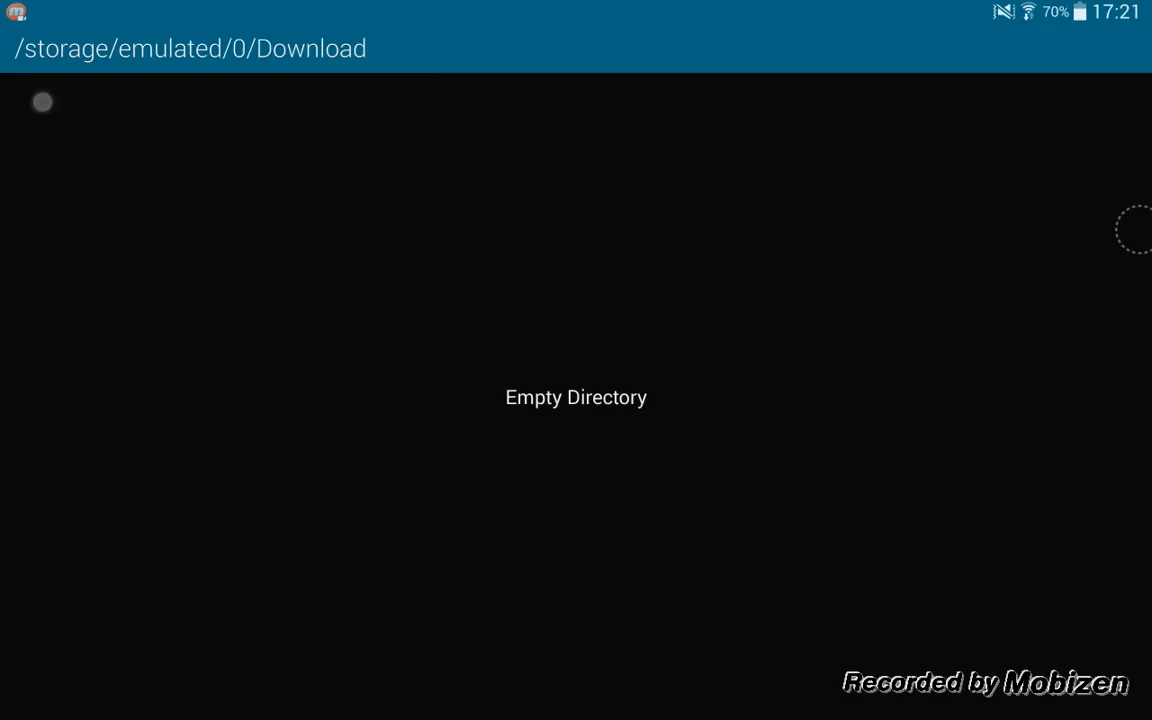 70% 17:21
/storage/emulated/0/Download
Empty Directory
Recorded by Mobizen